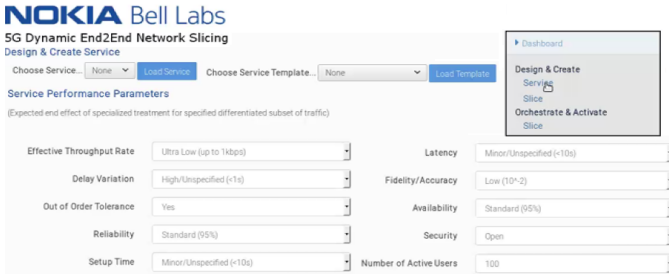 NOKIA Bell Labs
5G Dynamic End2End Network Slicing
Design & Create Service
Choose Service... None Load Service Choose Service Template... None Load Template
Dashboard
Design & Create
Service
Slice
Orchestrate & Activate
Slice
Service Performance Parameters
(Expected end effect of specialized treatment for specified differentiated subset of traffic)
Effective Throughput Rate Ultra Low (up to 1kbps) Latency Minor/Unspecified (<10s)
Delay Variation High/Unspecified (<1s) Fidelity/Accuracy Low (10^-2)
Out of Order Tolerance Yes Availability Standard (95%)
Reliability Standard (95%) Security Open
Setup Time Minor/Unspecified (<10s) Number of Active Users 100